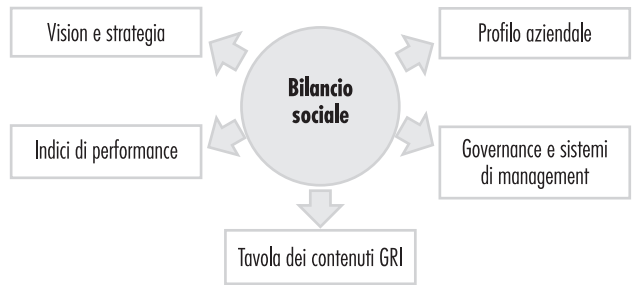 Vision e strategia
Profilo aziendale
Bilancio
sociale
Indici di performance
Governance e sistemi
di management
Tavola dei contenuti GRI